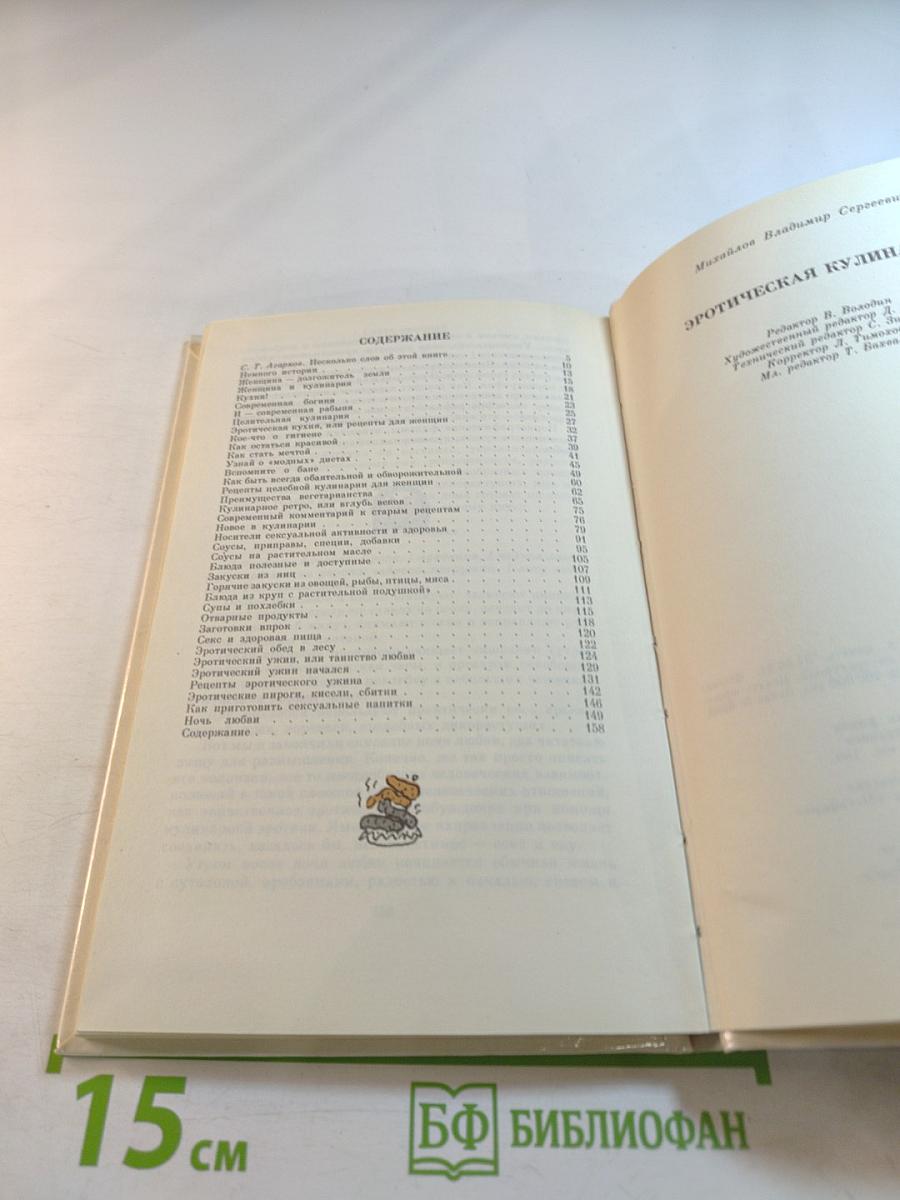 СОДЕРЖАНИЕ
С. Т. Агарков. Несколько слов об этой книге . . . 5
Немного истории . . . 10
Женщина — долгожитель земли . . . 13
Женщина и кулинария . . . 15
Кухня! . . . 18
Современная богиня . . . 21
И — современная рабыня . . . 23
Целительная кулинария . . . 25
Эротическая кухня, или рецепты для женщин . . . 27
Кое-что о гигиене . . . 32
Как остаться красивой . . . 37
Как стать мечтой . . . 39
Узнай о «модных» диетах . . . 41
Вспомните о бане . . . 45
Как быть всегда обаятельной и обворожительной . . . 49
Рецепты целебной кулинарии для женщин . . . 60
Преимущества вегетарианства . . . 62
Кулинарное ретро, или вглубь веков . . . 65
Современный комментарий к старым рецептам . . . 75
Новое в кулинарии . . . 76
Носители сексуальной активности и здоровья . . . 79
Соусы, приправы, специи, добавки . . . 91
Соусы на растительном масле . . . 95
Блюда полезные и доступные . . . 105
Закуски из яиц . . . 107
Горячие закуски из овощей, рыбы, птицы, мяса . . . 109
Блюда из круп с растительной подушкой» . . . 111
Супы и похлебки . . . 113
Отварные продукты . . . 115
Заготовки впрок . . . 118
Секс и здоровая пища . . . 120
Эротический обед в лесу . . . 122
Эротический ужин, или таинство любви . . . 124
Эротический ужин начался . . . 129
Рецепты эротического ужина . . . 131
Эротические пироги, кисели, сбитни . . . 142
Как приготовить сексуальные напитки . . . 146
Ночь любви . . . 149
Содержание . . . 158
Михайлов Владимир Сергееви
ЭРОТИЧЕСКАЯ КУЛИНА
Редактор В. Володин
Художественный редактор Л.
Технический редактор С. Зи
Корректор Л. Тимохо
Мл. редактор Т. Бахва
15 см
БФ БИБЛИОФАН